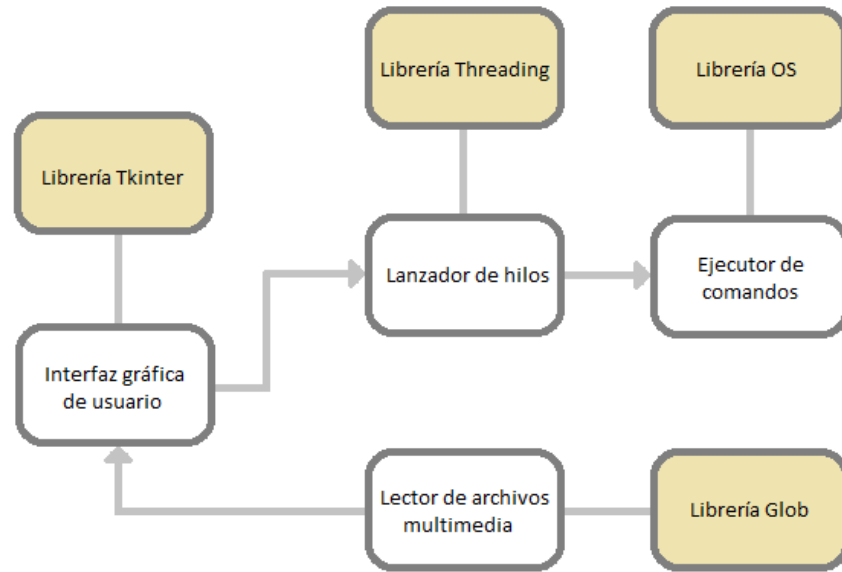 Librería Threading
Librería OS
Librería Tkinter
Lanzador de hilos
Ejecutor de
comandos
Interfaz gráfica
de usuario
Lector de archivos
multimedia
Librería Glob